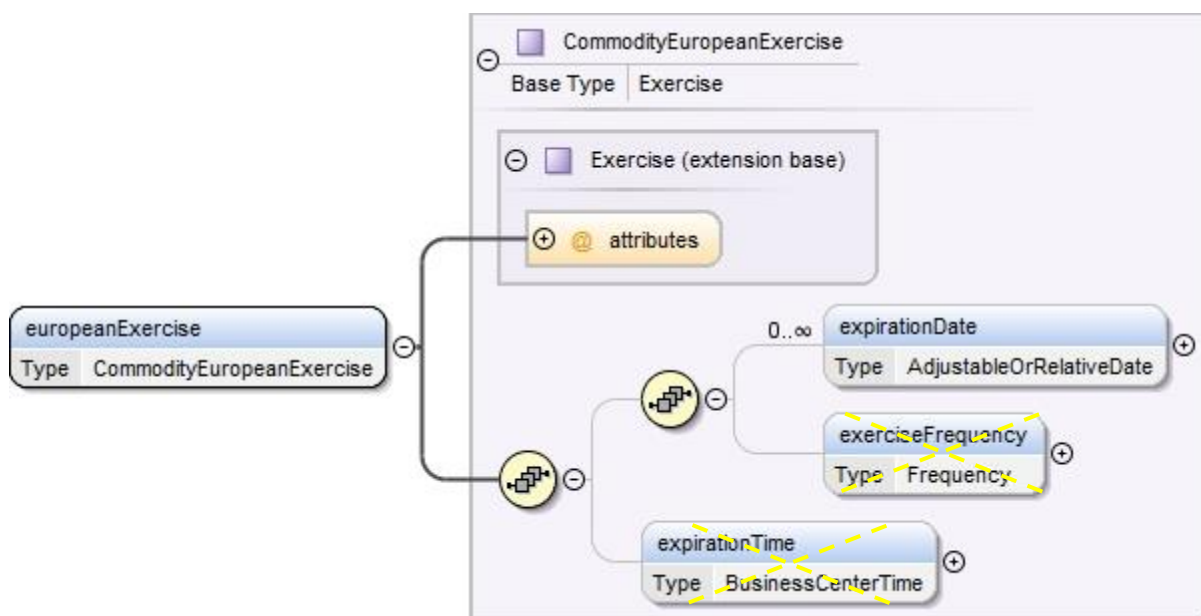 CommodityEuropeanExercise
Base Type Exercise
Exercise (extension base)
@ attributes
europeanExercise
Type CommodityEuropeanExercise
0..∞
expirationDate
Type AdjustableOrRelativeDate
exerciseFrequency
Type Frequency
expirationTime
Type BusinessCenterTime